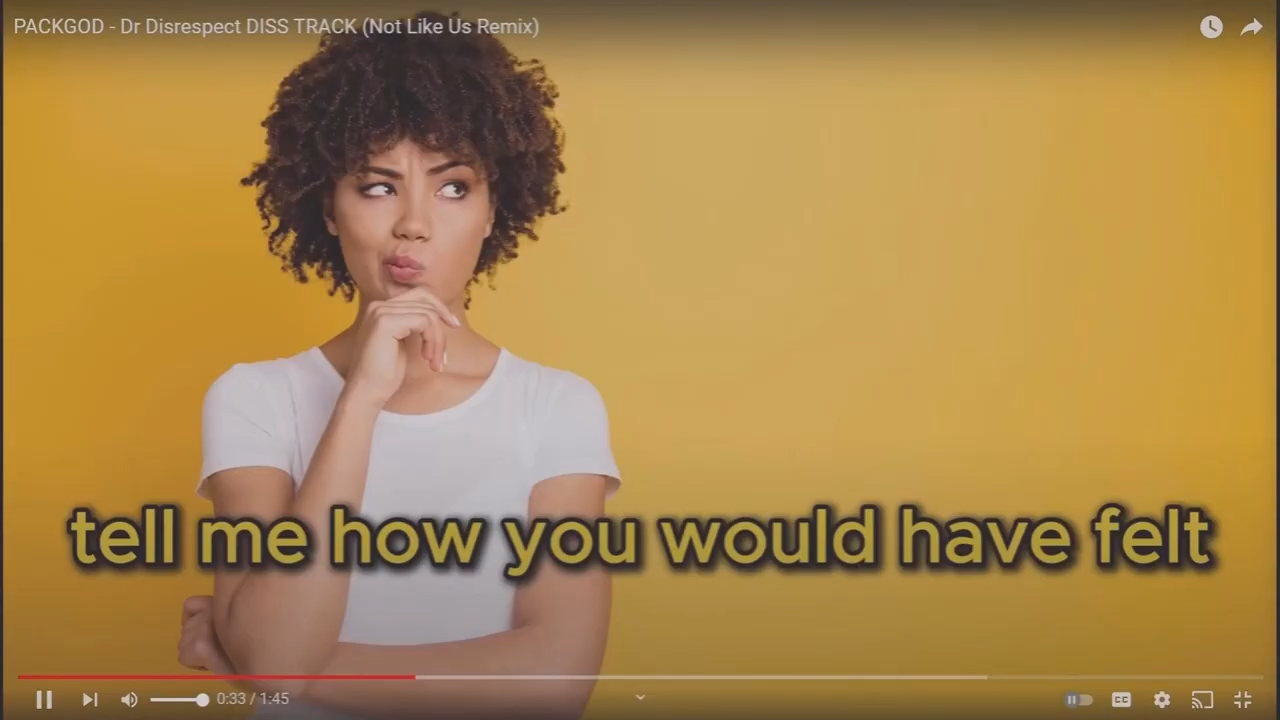 PACKGOD - Dr Disrespect DISS TRACK (Not Like Us Remix)
tell me how you would have felt
0:33 / 1:45
CC